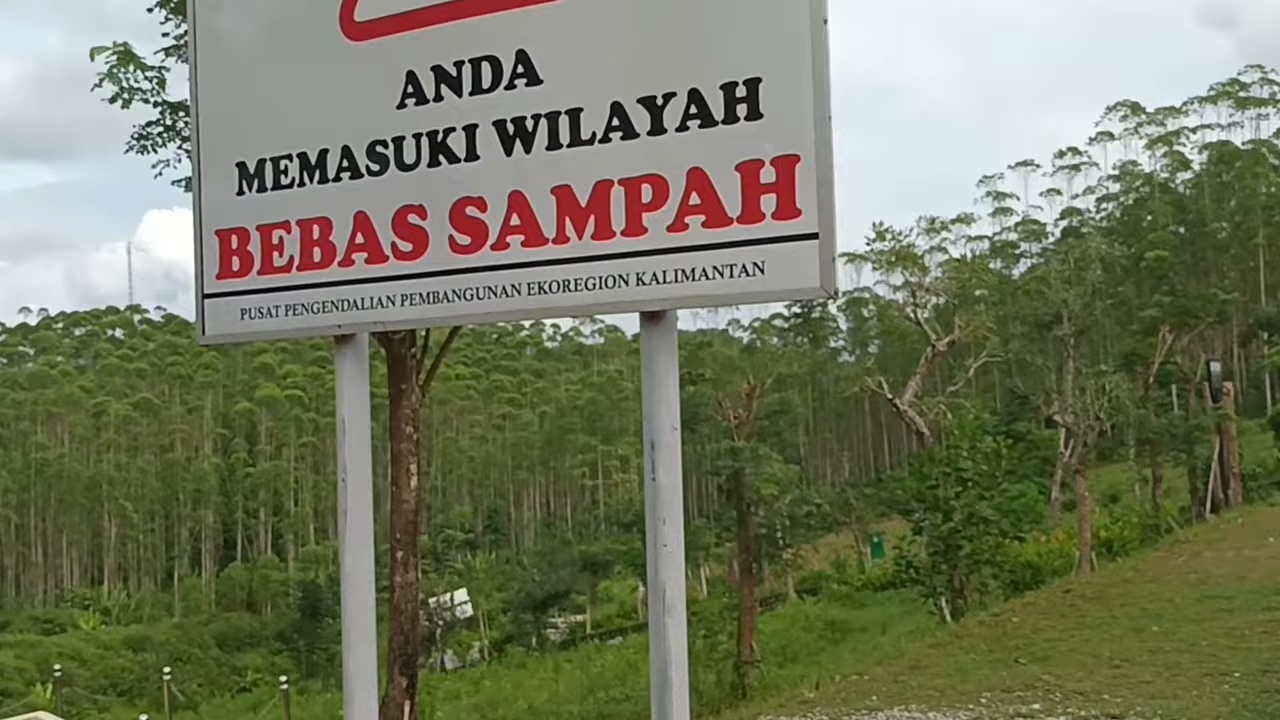 ANDA
MEMASUKI WILAYAH
BEBAS SAMPAH
PUSAT PENGENDALIAN PEMBANGUNAN EKOREGION KALIMANTAN